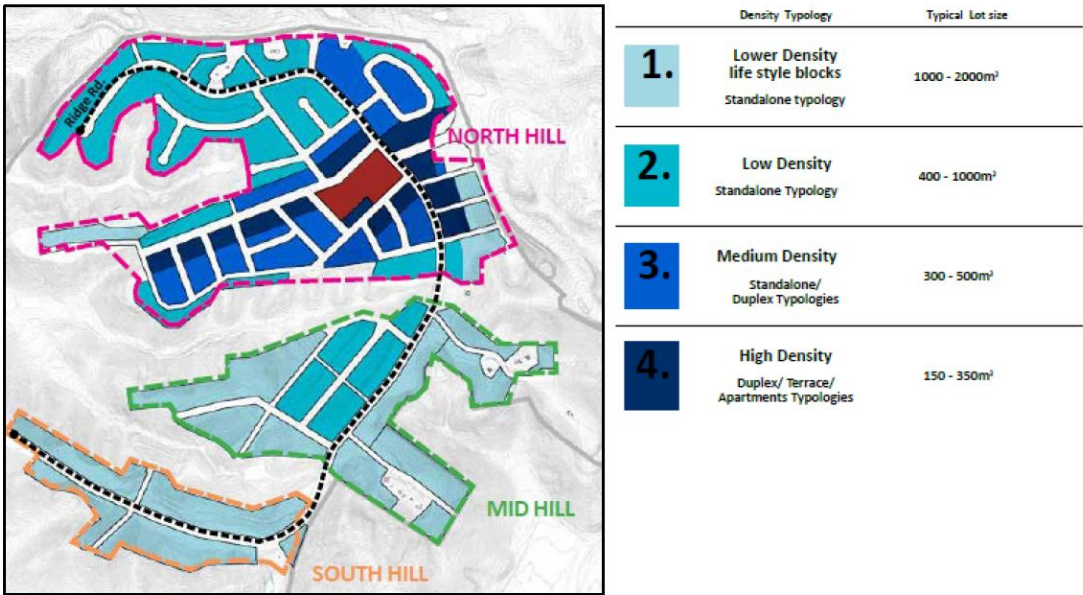 Ridge Rd.
NORTH HILL
MID HILL
SOUTH HILL
Density Typology Typical Lot size
1. Lower Density
life style blocks
Standalone typology
1000 - 2000m²
2. Low Density
Standalone Typology
400 - 1000m²
3. Medium Density
Standalone/
Duplex Typologies
300 - 500m²
4. High Density
Duplex/ Terrace/
Apartments Typologies
150 - 350m²